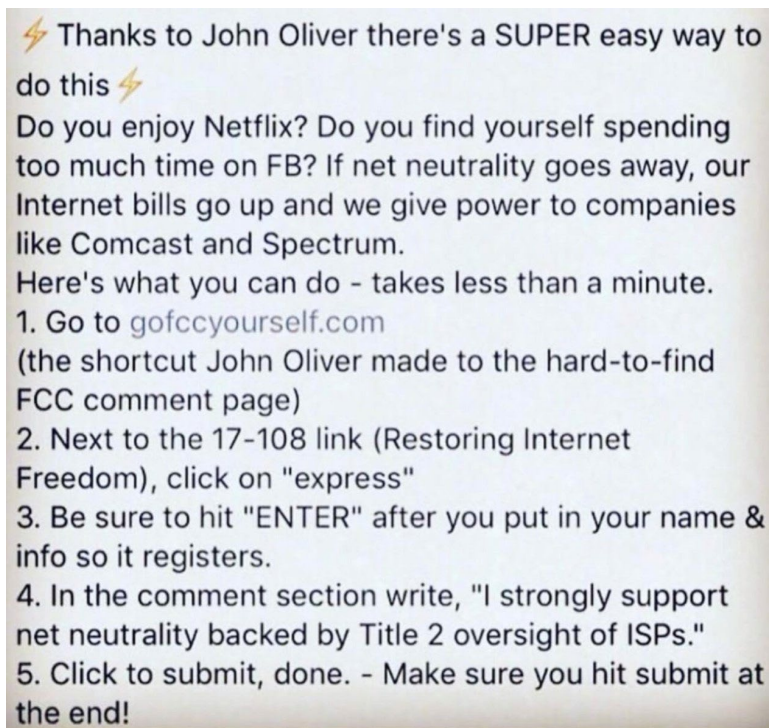 ⚡ Thanks to John Oliver there's a SUPER easy way to
do this ⚡
Do you enjoy Netflix? Do you find yourself spending
too much time on FB? If net neutrality goes away, our
Internet bills go up and we give power to companies
like Comcast and Spectrum.
Here's what you can do - takes less than a minute.
1. Go to gofccyourself.com
(the shortcut John Oliver made to the hard-to-find
FCC comment page)
2. Next to the 17-108 link (Restoring Internet
Freedom), click on "express"
3. Be sure to hit "ENTER" after you put in your name &
info so it registers.
4. In the comment section write, "I strongly support
net neutrality backed by Title 2 oversight of ISPs."
5. Click to submit, done. - Make sure you hit submit at
the end!